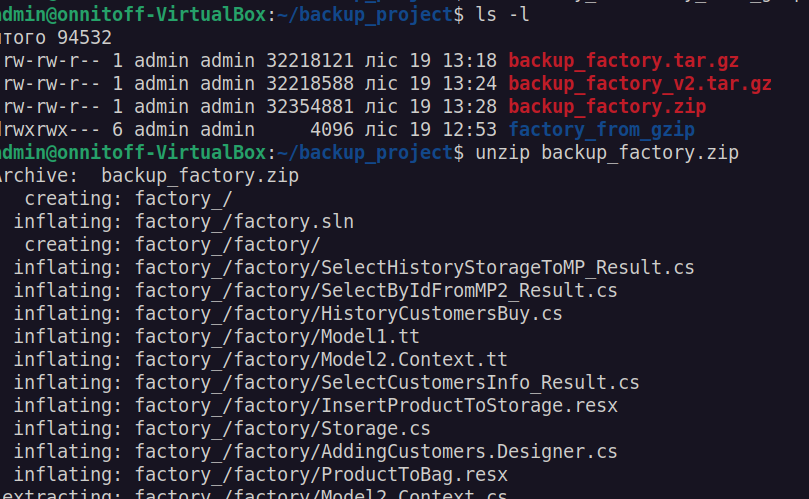 admin@onnitoff-VirtualBox:~/backup_project$ ls -l
итого 94532
rw-rw-r-- 1 admin admin 32218121 ліс 19 13:18 backup_factory.tar.gz
rw-rw-r-- 1 admin admin 32218588 ліс 19 13:24 backup_factory_v2.tar.gz
rw-rw-r-- 1 admin admin 32354881 ліс 19 13:28 backup_factory.zip
drwxrwx--- 6 admin admin 4096 ліс 19 12:53 factory_from_gzip
admin@onnitoff-VirtualBox:~/backup_project$ unzip backup_factory.zip
Archive: backup_factory.zip
creating: factory_/
inflating: factory_/factory.sln
creating: factory_/factory/
inflating: factory_/factory/SelectHistoryStorageToMP_Result.cs
inflating: factory_/factory/SelectByIdFromMP2_Result.cs
inflating: factory_/factory/HistoryCustomersBuy.cs
inflating: factory_/factory/Model1.tt
inflating: factory_/factory/Model2.Context.tt
inflating: factory_/factory/SelectCustomersInfo_Result.cs
inflating: factory_/factory/InsertProductToStorage.resx
inflating: factory_/factory/Storage.cs
inflating: factory_/factory/AddingCustomers.Designer.cs
inflating: factory_/factory/ProductToBag.resx
extracting: factory_/factory/Model2.Context.cs